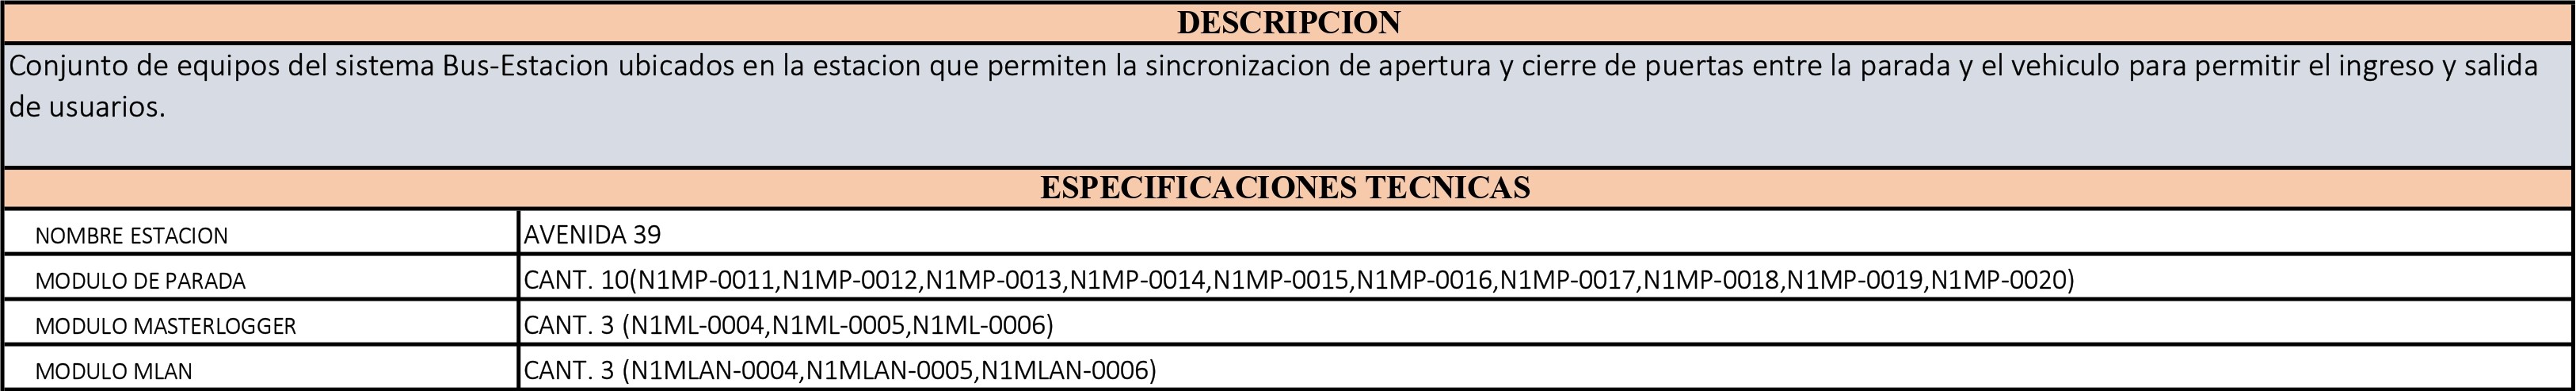 DESCRIPCION
Conjunto de equipos del sistema Bus-Estacion ubicados en la estacion que permiten la sincronizacion de apertura y cierre de puertas entre la parada y el vehiculo para permitir el ingreso y salida
de usuarios.
ESPECIFICACIONES TECNICAS
NOMBRE ESTACION AVENIDA 39
MODULO DE PARADA CANT. 10(N1MP-0011,N1MP-0012,N1MP-0013,N1MP-0014,N1MP-0015,N1MP-0016,N1MP-0017,N1MP-0018,N1MP-0019,N1MP-0020)
MODULO MASTERLOGGER CANT. 3 (N1ML-0004,N1ML-0005,N1ML-0006)
MODULO MLAN CANT. 3 (N1MLAN-0004,N1MLAN-0005,N1MLAN-0006)